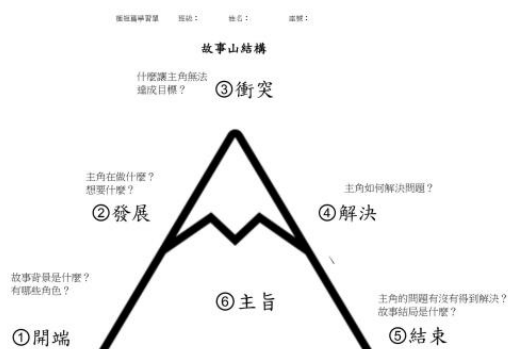 班級：
姓名：
座號：
故事山結構
什麼讓主角無法
達成目標？
③衝突
主角在做什麼？
想要什麼？
②發展
主角如何解決問題？
④解決
故事背景是什麼？
有哪些角色？
①開端
⑥主旨
主角的問題有沒有得到解決？
故事結局是什麼？
⑤結束